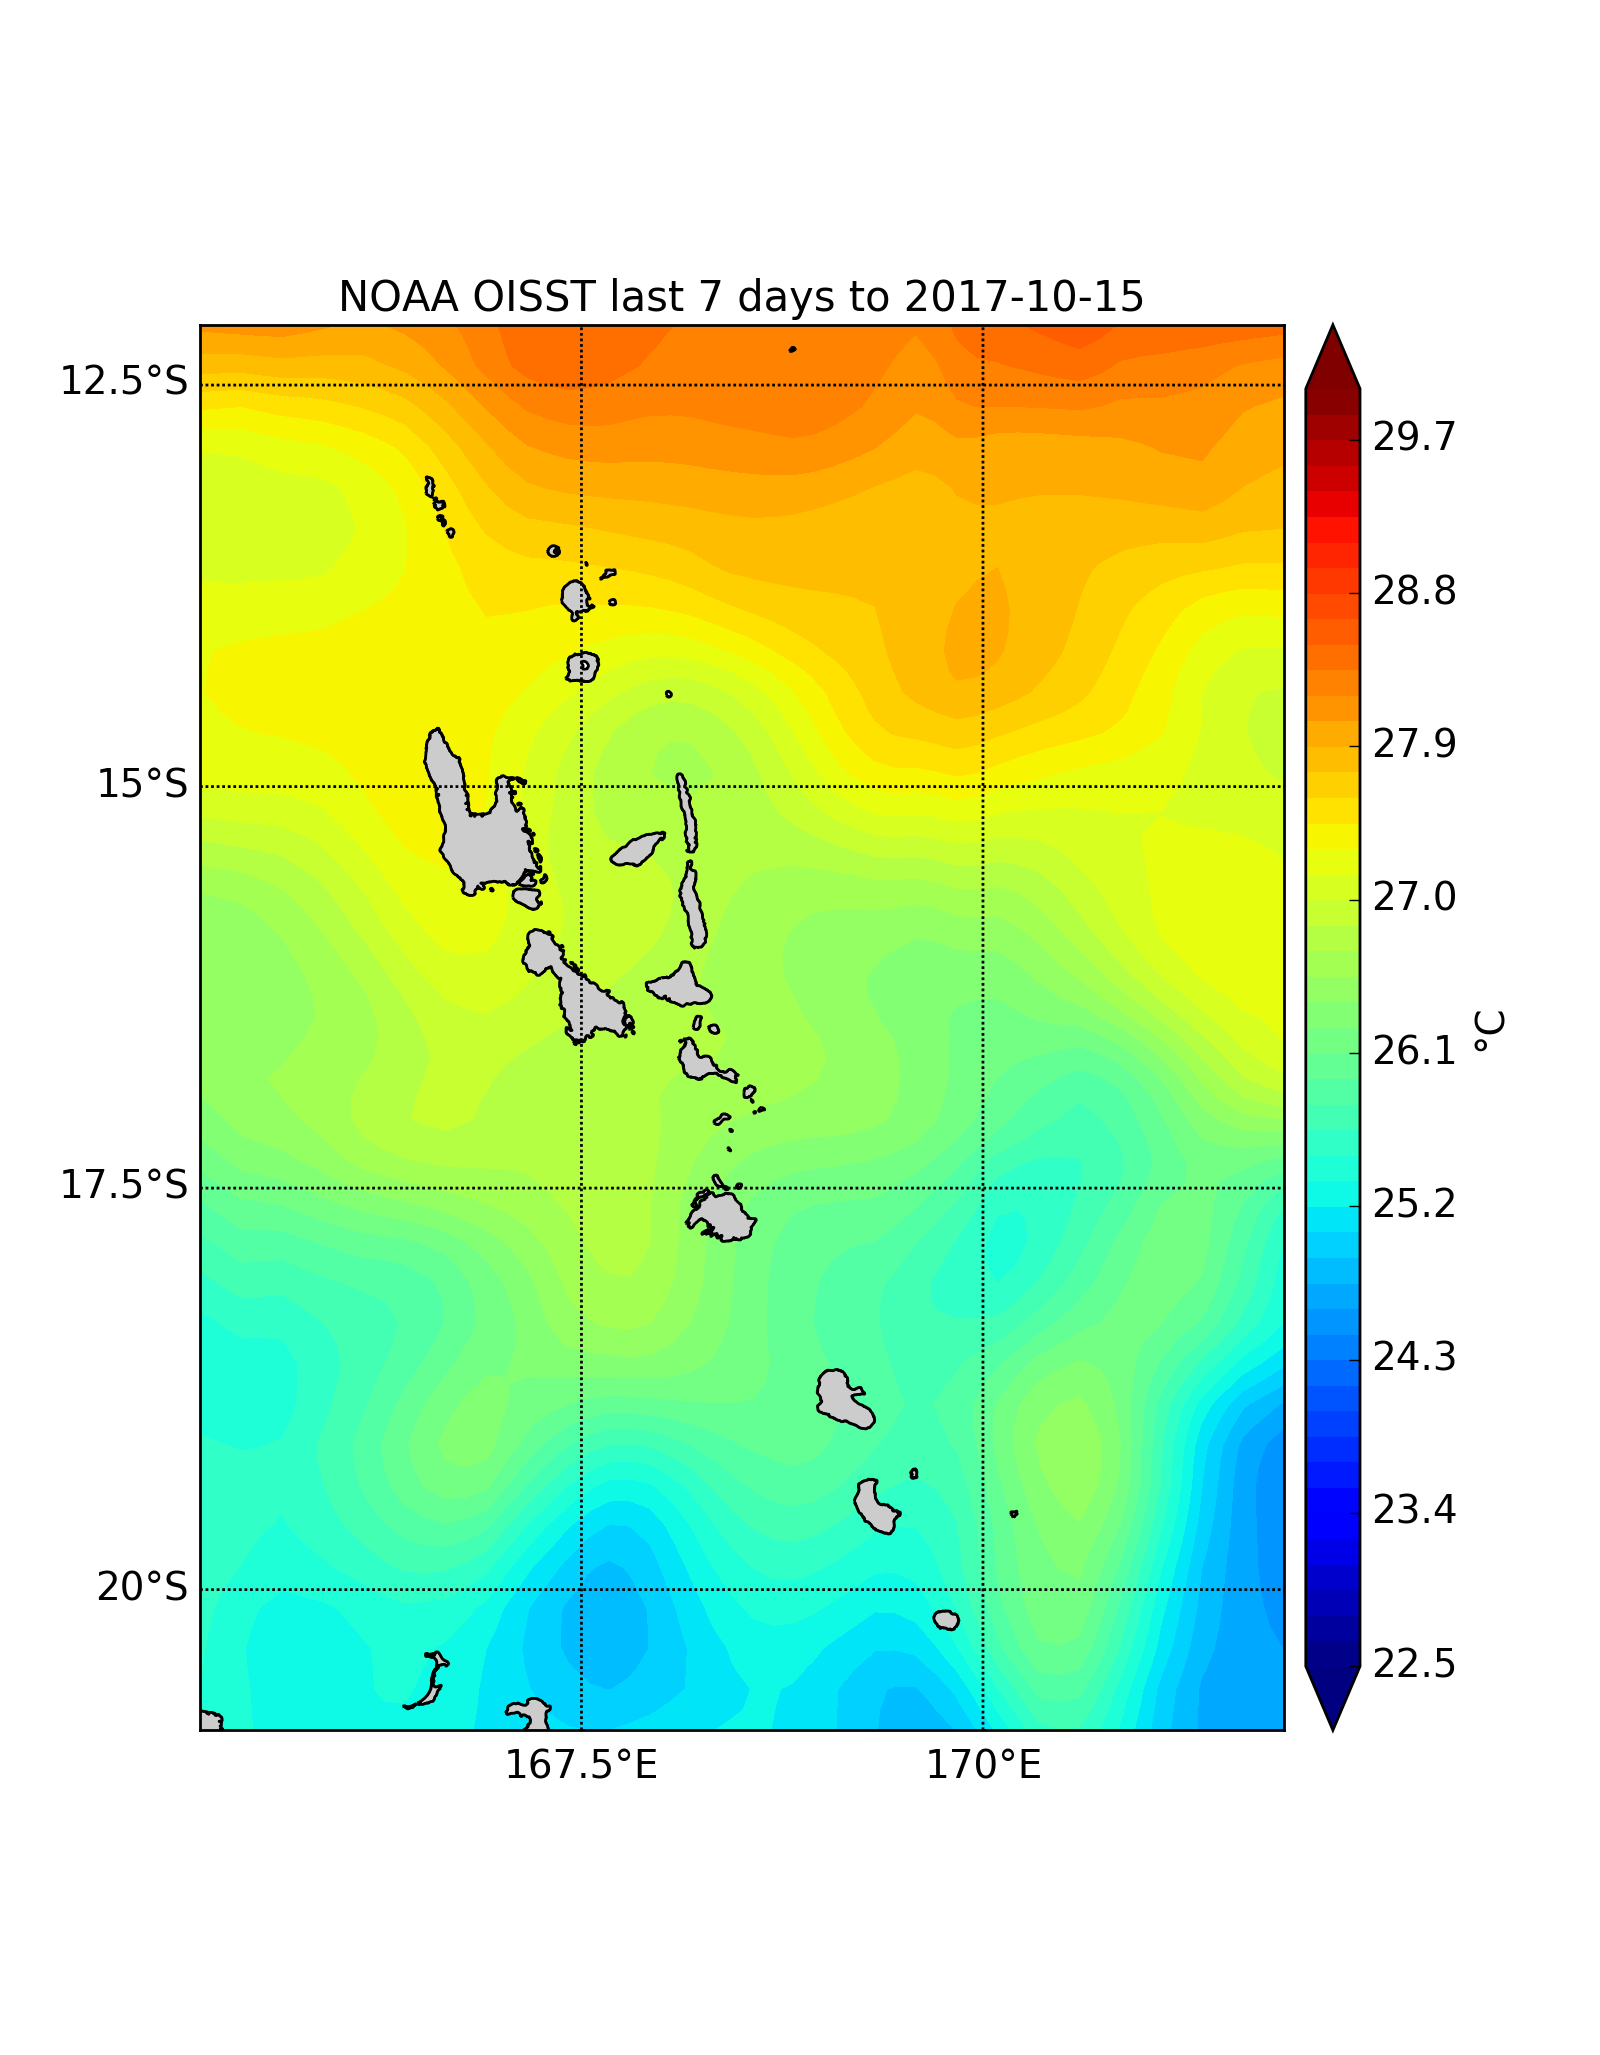 NOAA OISST last 7 days to 2017-10-15
12.5°S
15°S
17.5°S
20°S
167.5°E
170°E
29.7
28.8
27.9
27.0
26.1
25.2
24.3
23.4
22.5
°C